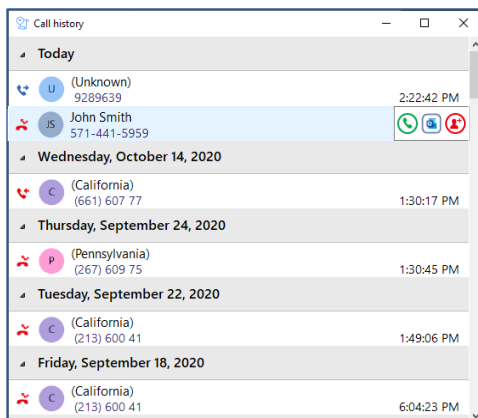 Call history
Today
U
(Unknown)
9289639
2:22:42 PM
JS
John Smith
571-441-5959
Wednesday, October 14, 2020
C
(California)
(661) 607 77
1:30:17 PM
Thursday, September 24, 2020
P
(Pennsylvania)
(267) 609 75
1:30:45 PM
Tuesday, September 22, 2020
C
(California)
(213) 600 41
1:49:06 PM
Friday, September 18, 2020
C
(California)
(213) 600 41
6:04:23 PM